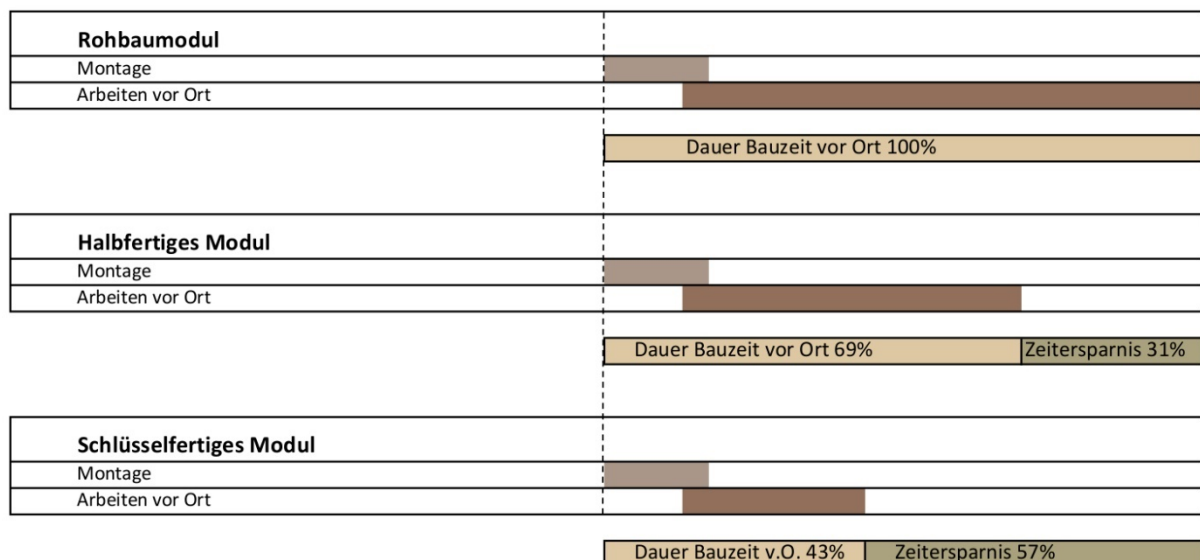 Rohbaumodul
Montage
Arbeiten vor Ort
Dauer Bauzeit vor Ort 100%
Halbfertiges Modul
Montage
Arbeiten vor Ort
Dauer Bauzeit vor Ort 69% Zeitersparnis 31%
Schlüsselfertiges Modul
Montage
Arbeiten vor Ort
Dauer Bauzeit v.O. 43% Zeitersparnis 57%